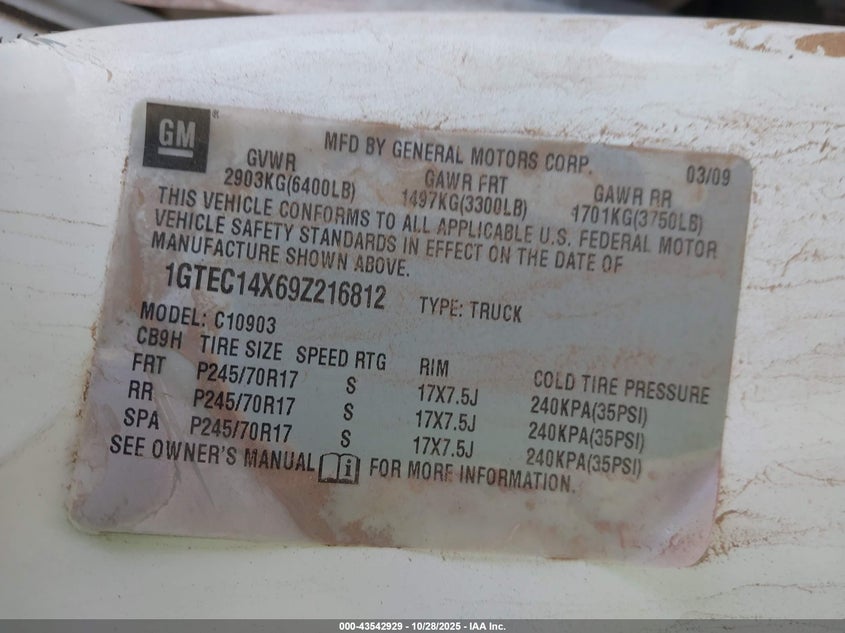 GM®
MFD BY GENERAL MOTORS CORP. 03/09
GVWR GAWR FRT GAWR RR
2903KG(6400LB) 1497KG(3300LB) 1701KG(3750LB)
THIS VEHICLE CONFORMS TO ALL APPLICABLE U.S. FEDERAL MOTOR
VEHICLE SAFETY STANDARDS IN EFFECT ON THE DATE OF
MANUFACTURE SHOWN ABOVE.
1GTEC14X69Z216812 TYPE: TRUCK
MODEL: C10903
CB9H TIRE SIZE SPEED RTG RIM COLD TIRE PRESSURE
FRT P245/70R17 S 17X7.5J 240KPA(35PSI)
RR P245/70R17 S 17X7.5J 240KPA(35PSI)
SPA P245/70R17 S 17X7.5J 240KPA(35PSI)
SEE OWNER'S MANUAL i FOR MORE INFORMATION.
000-43542929 - 10/28/2025 - IAA Inc.